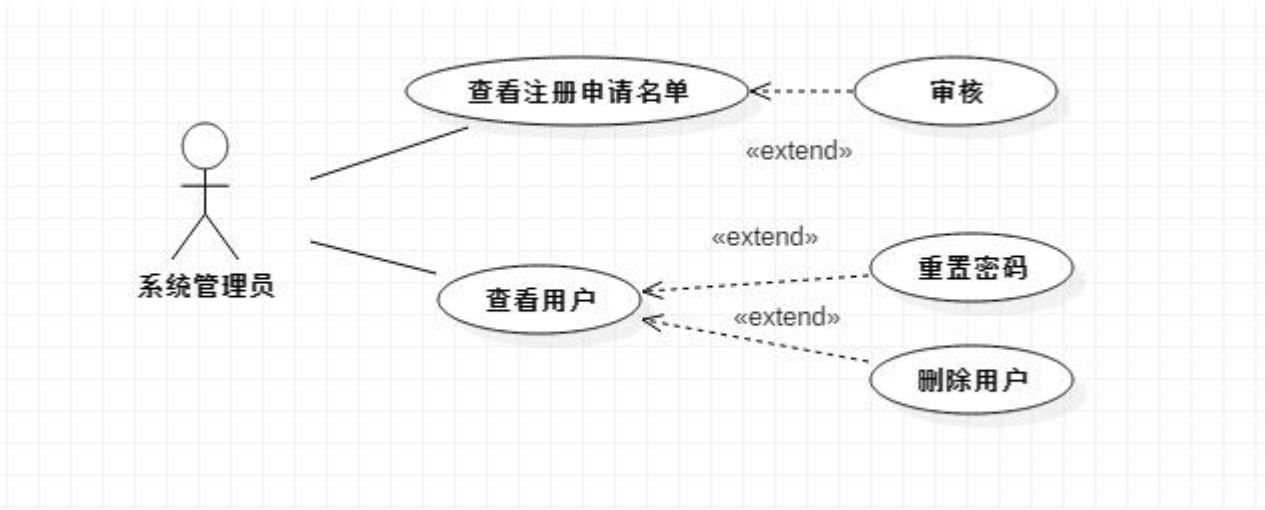 查看注册申请名单
审核
«extend»
系统管理员
«extend»
重置密码
查看用户
«extend»
删除用户